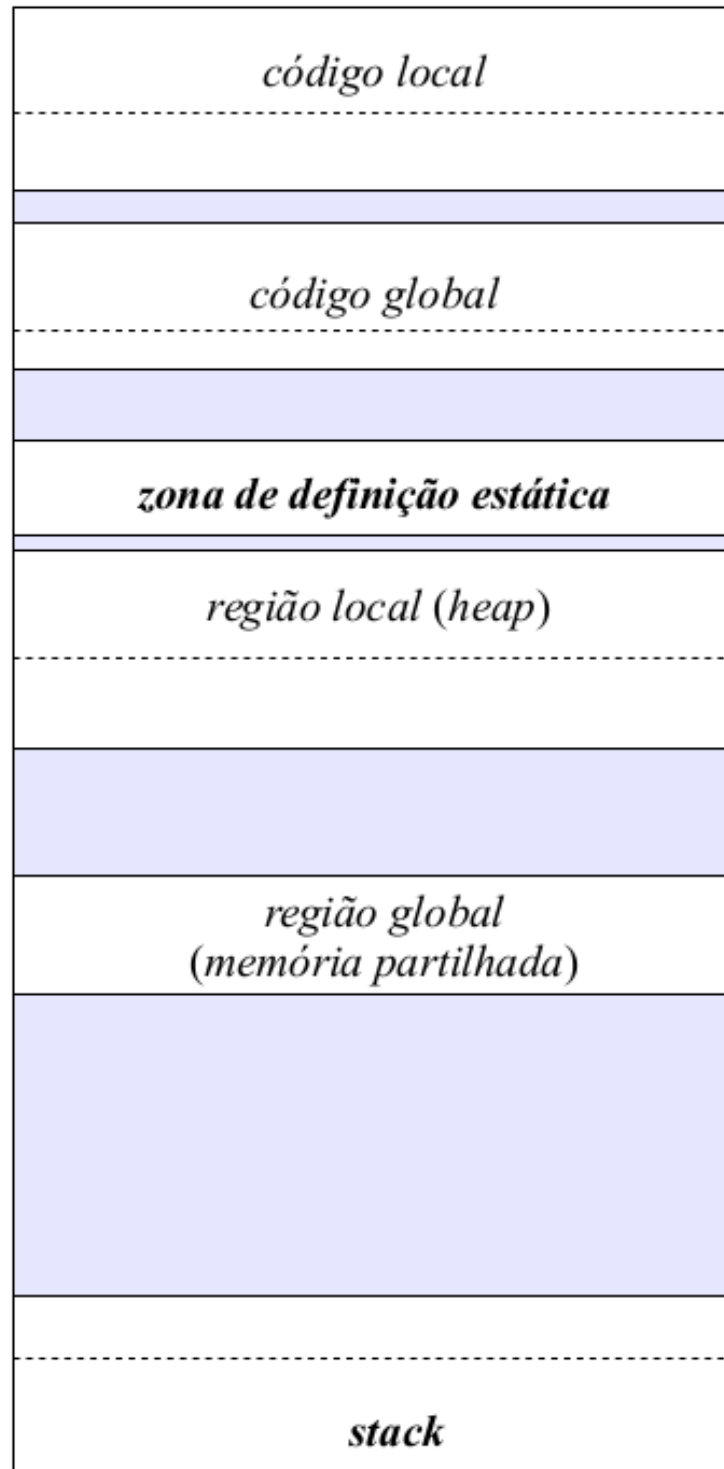 código local
código global
zona de definição estática
região local (heap)
região global
(memória partilhada)
stack